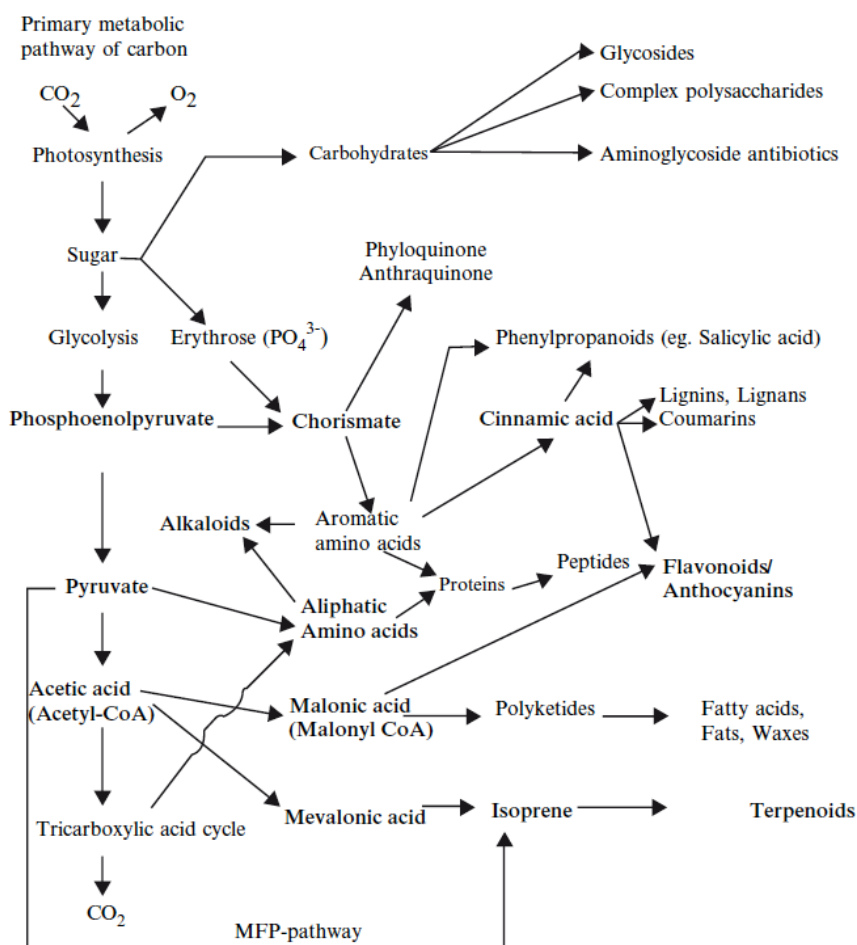 Primary metabolic
pathway of carbon
Glycosides
CO2
O2
Complex polysaccharides
Photosynthesis
Carbohydrates
Aminoglycoside antibiotics
Sugar
Phyloquinone
Anthraquinone
Glycolysis
Erythrose (PO4 3-)
Phenylpropanoids (eg. Salicylic acid)
Phosphoenolpyruvate
Chorismate
Cinnamic acid
Lignins, Lignans
Coumarins
Alkaloids
Aromatic
amino acids
Peptides
Flavonoids/
Anthocyanins
Proteins
Pyruvate
Aliphatic
Amino acids
Acetic acid
(Acetyl-CoA)
Malonic acid
(Malonyl CoA)
Polyketides
Fatty acids,
Fats, Waxes
Mevalonic acid
Isoprene
Terpenoids
Tricarboxylic acid cycle
CO2
MFP-pathway